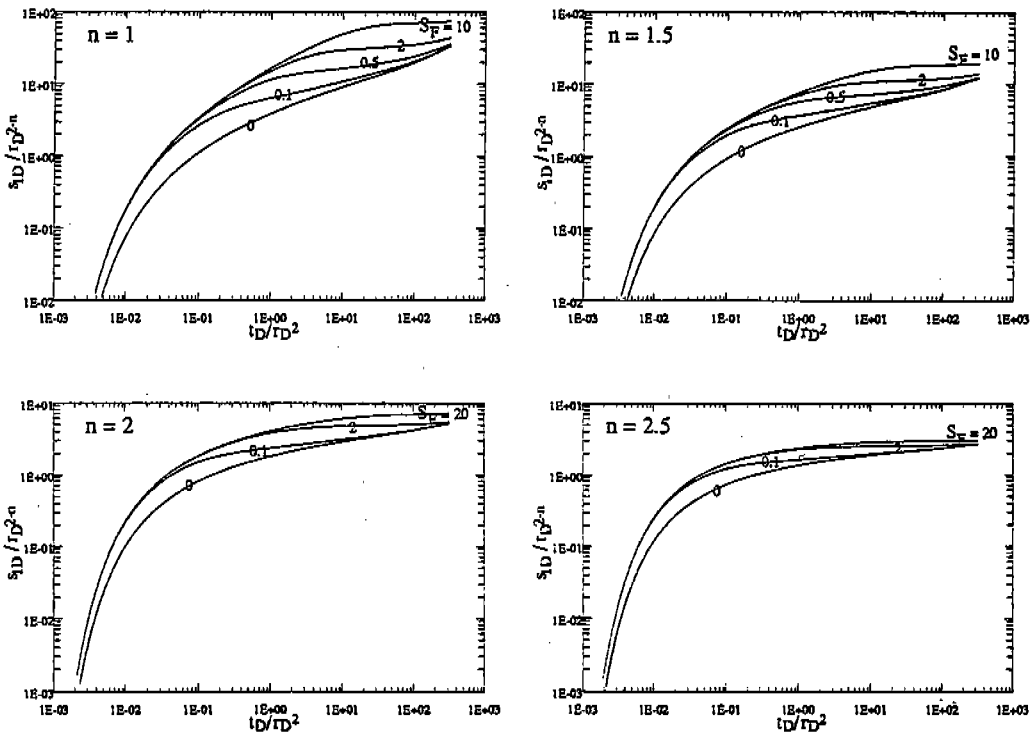 n = 1
1E+02
1E+01
1E+00
1E-01
1E-02
S_F = 10
2
0.5
0.1
0
s_1D / r_D^2-n
1E-03 1E-02 1E-01 1E+00 1E+01 1E+02 1E+03
t_D/r_D^2
n = 1.5
1E+02
1E+01
1E+00
1E-01
1E-02
S_F = 10
2
0.5
0.1
0
s_1D / r_D^2-n
1E-03 1E-02 1E-01 1E+00 1E+01 1E+02 1E+03
t_D/r_D^2
n = 2
1E+01
1E+00
1E-01
1E-02
1E-03
S_F = 20
2
0.1
0
s_1D / r_D^2-n
1E-03 1E-02 1E-01 1E+00 1E+01 1E+02 1E+03
t_D/r_D^2
n = 2.5
1E+01
1E+00
1E-01
1E-02
1E-03
S_F = 20
2
0.1
0
s_1D / r_D^2-n
1E-03 1E-02 1E-01 1E+00 1E+01 1E+02 1E+03
t_D/r_D^2